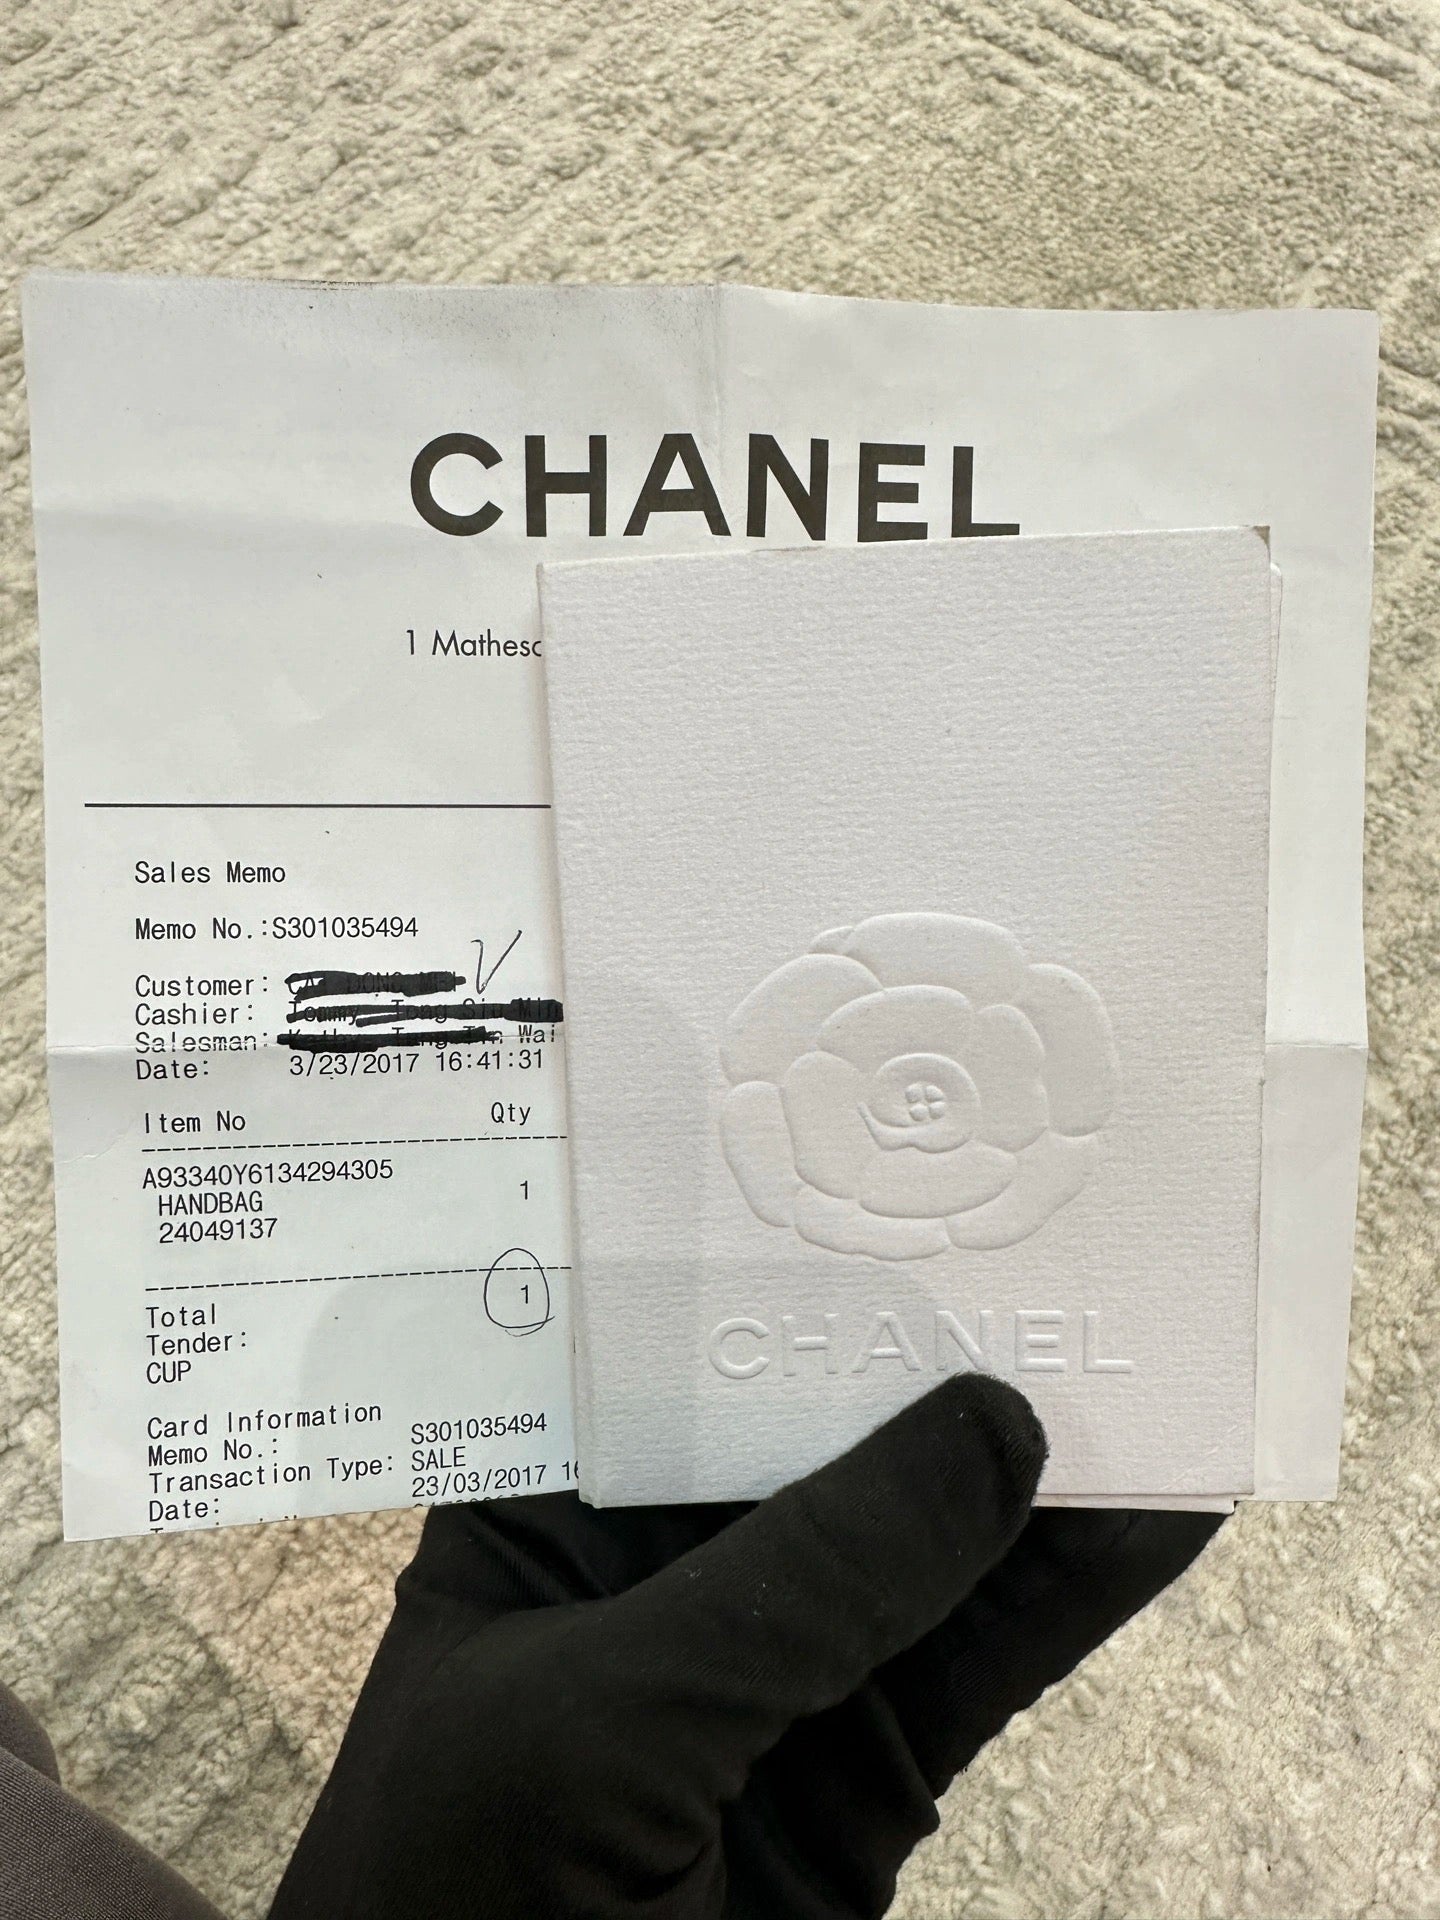 CHANEL
1 Mathesc
Sales Memo
Memo No.:S301035494
Customer:
Cashier:
Salesman: Wai
Date: 3/23/2017 16:41:31
Item No Qty
A93340Y6134294305
HANDBAG 1
24049137
Total 1
Tender:
CUP
Card Information
Memo No.: S301035494
Transaction Type: SALE
Date: 23/03/2017
CHANEL